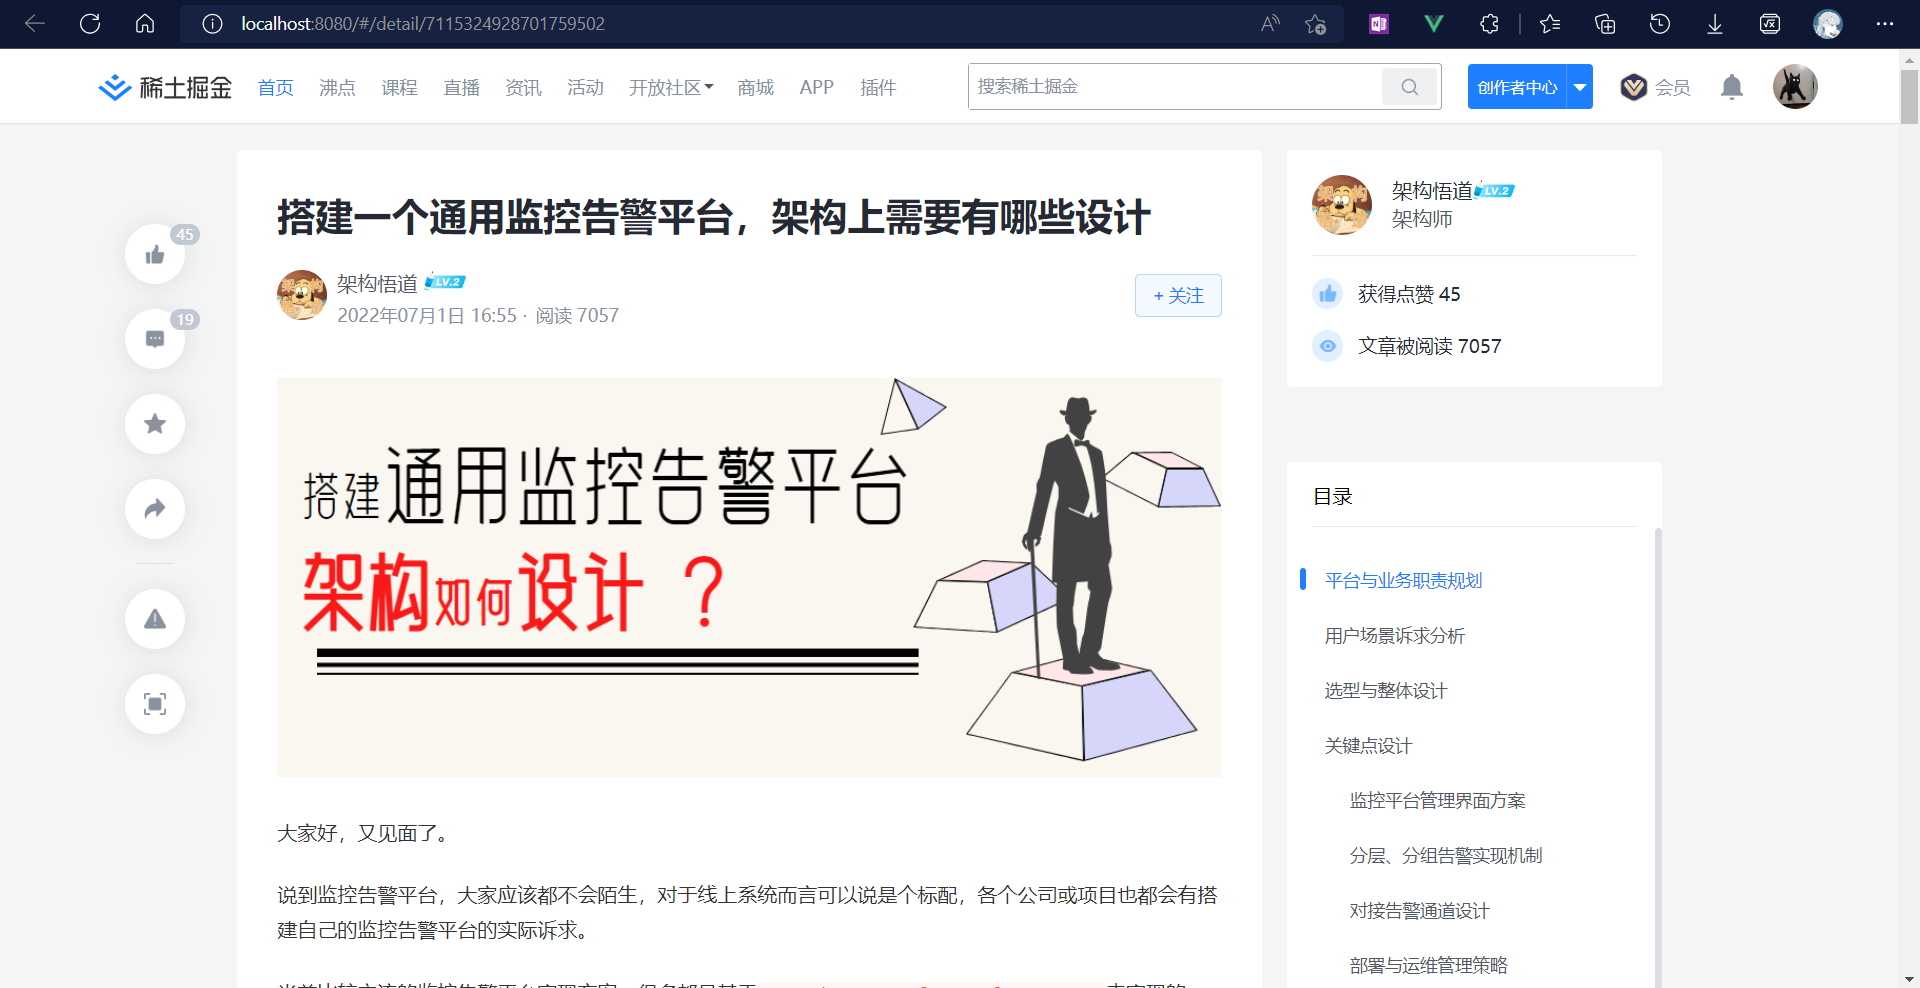 localhost:8080/#/detail/7115324928701759502
稀土掘金 首页 沸点 课程 直播 资讯 活动 开放社区 商城 APP 插件 搜索稀土掘金 创作者中心 会员
搭建一个通用监控告警平台，架构上需要有哪些设计
架构悟道 LV.2
2022年07月1日 16:55 · 阅读 7057
+ 关注
45
19
搭建通用监控告警平台
架构如何设计 ？
大家好，又见面了。
说到监控告警平台，大家应该都不会陌生，对于线上系统而言可以说是个标配，各个公司或项目也都会有搭
建自己的监控告警平台的实际诉求。
架构悟道 LV.2
架构师
获得点赞 45
文章被阅读 7057
目录
平台与业务职责规划
用户场景诉求分析
选型与整体设计
关键点设计
监控平台管理界面方案
分层、分组告警实现机制
对接告警通道设计
部署与运维管理策略